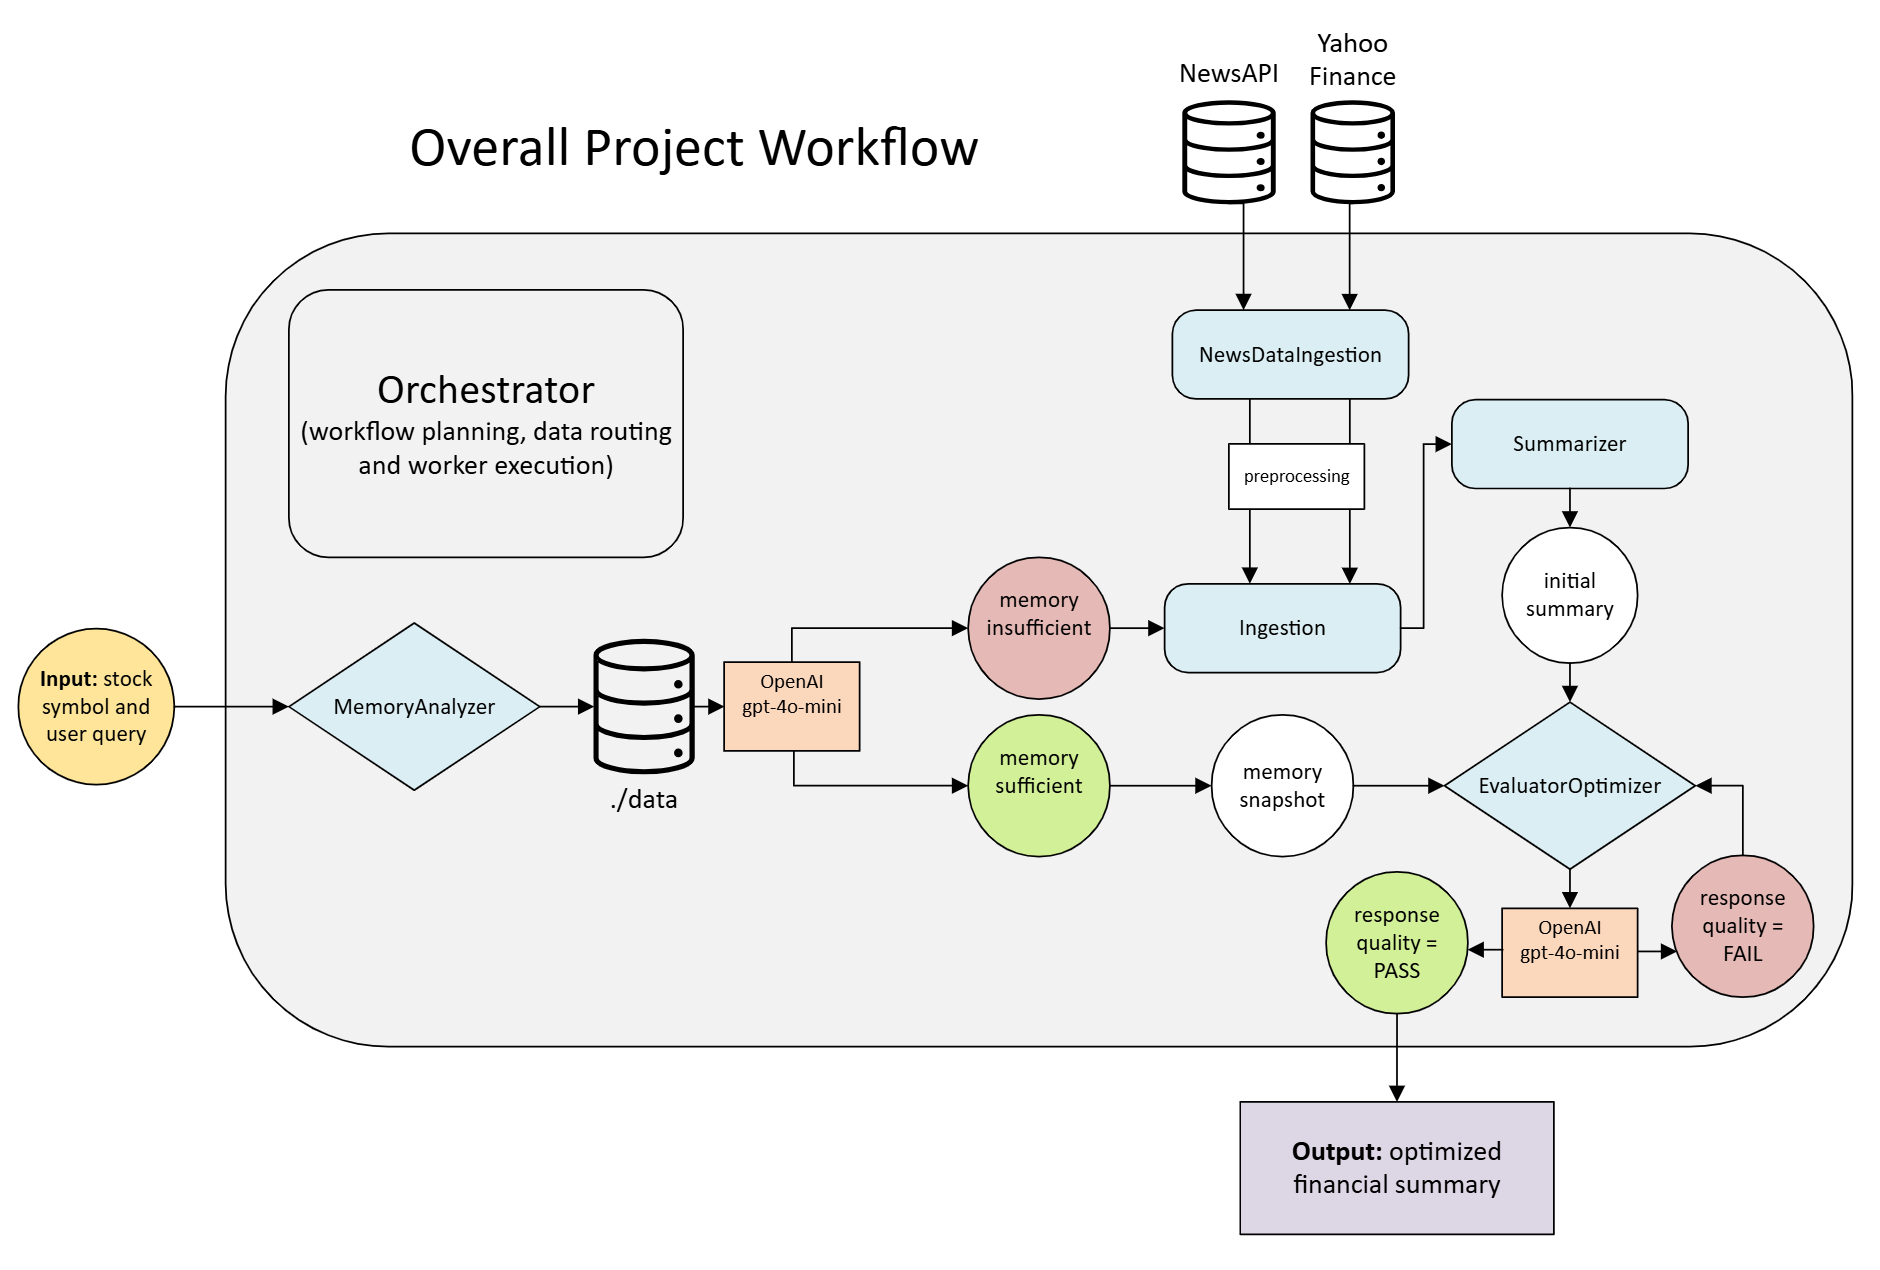 Overall Project Workflow
NewsAPI
Yahoo
Finance
Orchestrator
(workflow planning, data routing
and worker execution)
NewsDataIngestion
preprocessing
Summarizer
initial
summary
Input: stock
symbol and
user query
MemoryAnalyzer
./data
OpenAI
gpt-4o-mini
memory
insufficient
Ingestion
memory
sufficient
memory
snapshot
EvaluatorOptimizer
response
quality =
PASS
OpenAI
gpt-4o-mini
response
quality =
FAIL
Output: optimized
financial summary